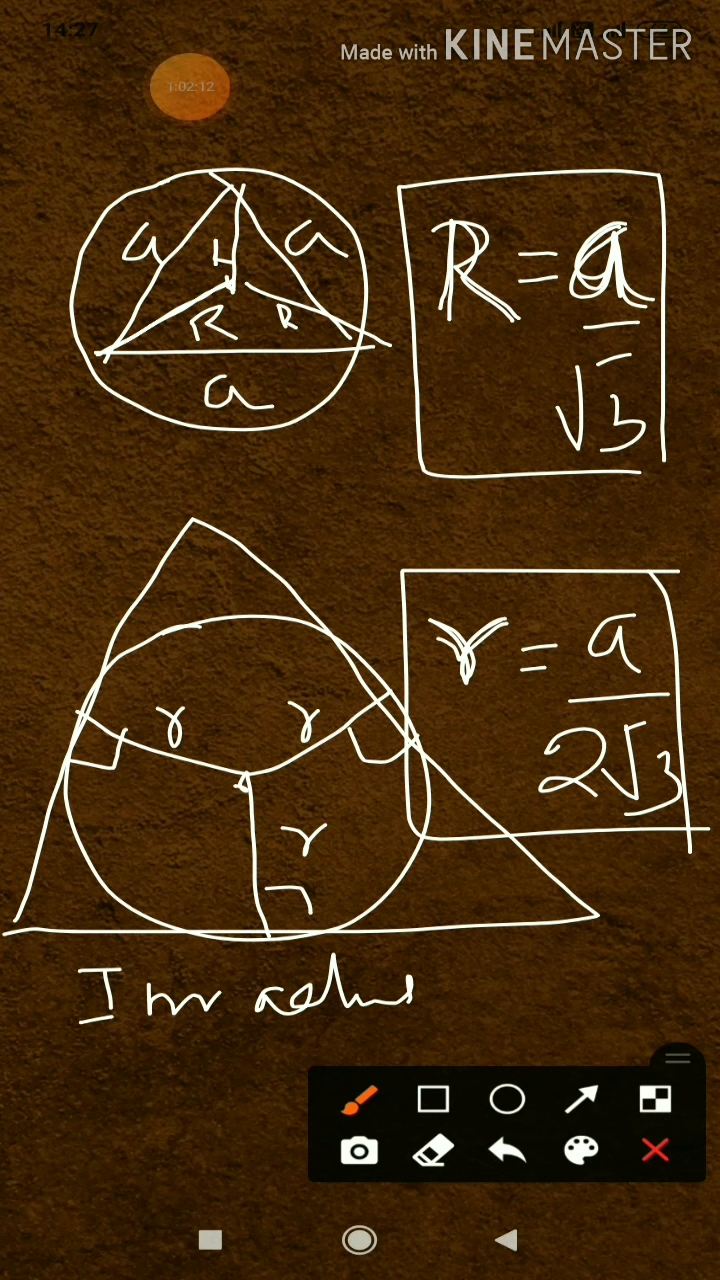 14:27
Made with KINEMASTER
1:02:12
a
a
R
R
a
R = a
√3
r = a
2√3
r
r
r